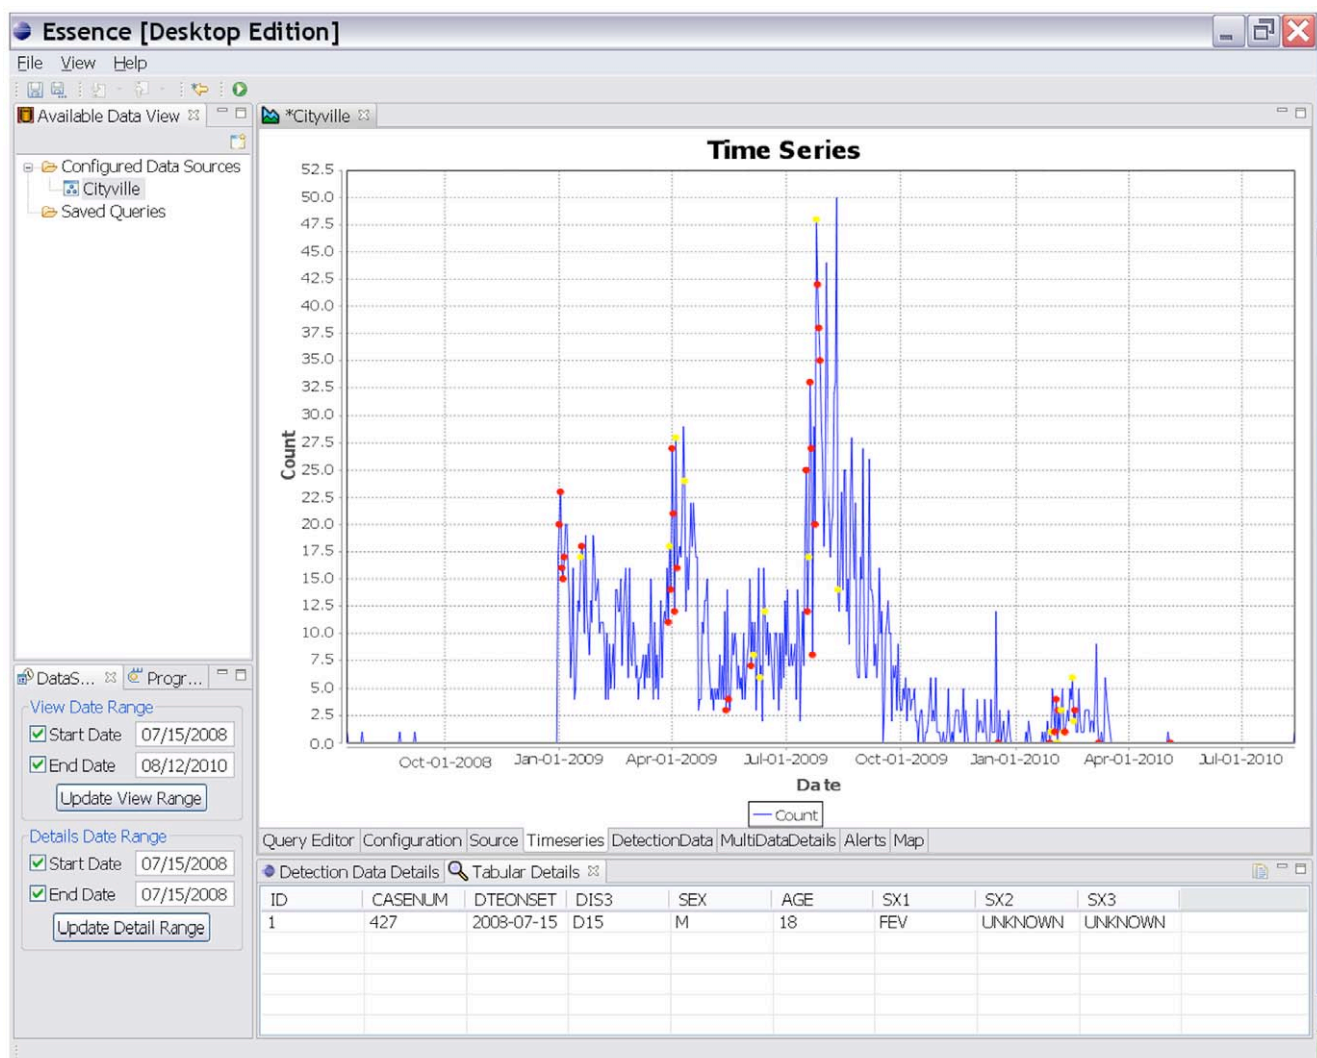 Essence [Desktop Edition]
File View Help
Available Data View
*Cityville
Configured Data Sources
Cityville
Saved Queries
Time Series
52.5
50.0
47.5
45.0
42.5
40.0
37.5
35.0
32.5
30.0
27.5
25.0
22.5
20.0
17.5
15.0
12.5
10.0
7.5
5.0
2.5
0.0
Count
Oct-01-2008 Jan-01-2009 Apr-01-2009 Jul-01-2009 Oct-01-2009 Jan-01-2010 Apr-01-2010 Jul-01-2010
Date
Count
Query Editor Configuration Source Timeseries DetectionData MultiDataDetails Alerts Map
DataS... Progr...
View Date Range
Start Date 07/15/2008
End Date 08/12/2010
Update View Range
Details Date Range
Start Date 07/15/2008
End Date 07/15/2008
Update Detail Range
Detection Data Details Tabular Details
ID CASENUM DTEONSET DIS3 SEX AGE SX1 SX2 SX3
1 427 2008-07-15 D15 M 18 FEV UNKNOWN UNKNOWN